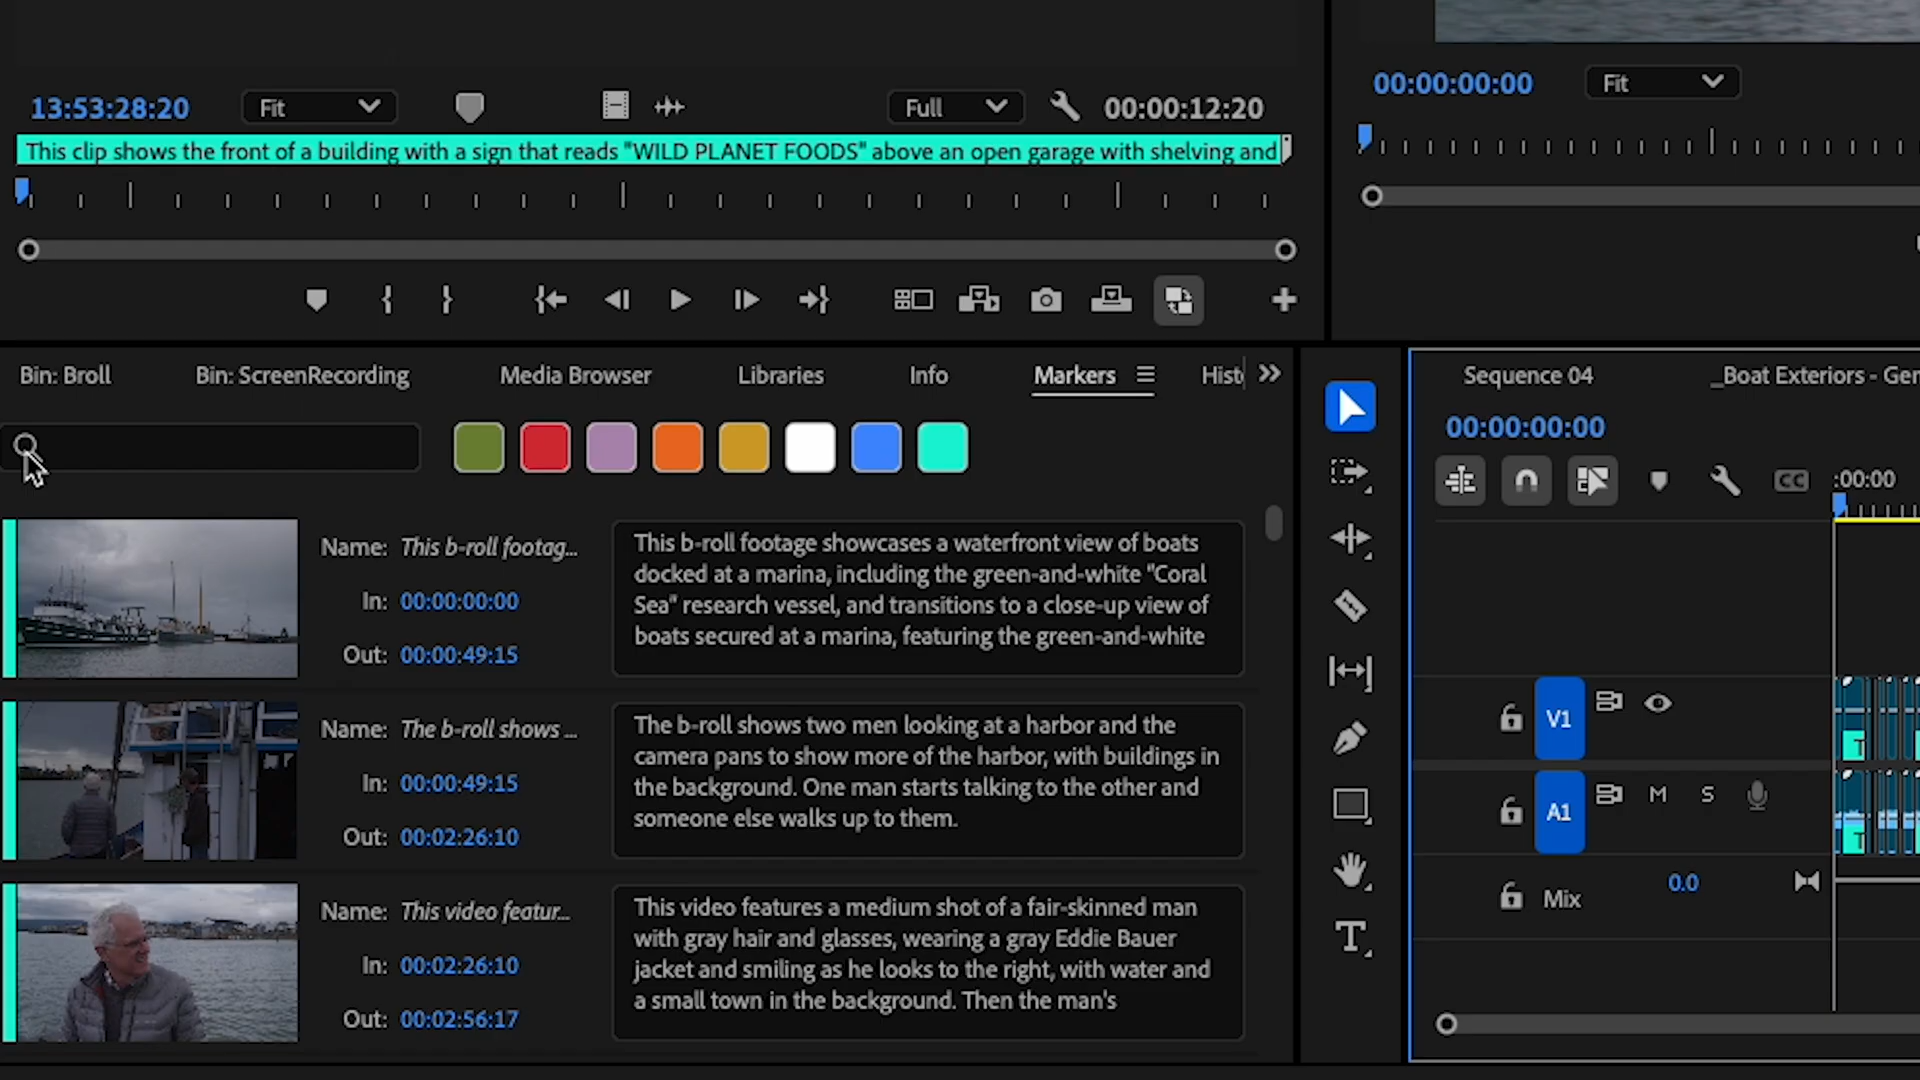 13:53:28:20
Fit
Full
00:00:12:20
This clip shows the front of a building with a sign that reads "WILD PLANET FOODS" above an open garage with shelving and
00:00:00:00
Fit
Bin: Broll
Bin: ScreenRecording
Media Browser
Libraries
Info
Markers
Name: This b-roll footag...
In: 00:00:00:00
Out: 00:00:49:15
This b-roll footage showcases a waterfront view of boats
docked at a marina, including the green-and-white "Coral
Sea" research vessel, and transitions to a close-up view of
boats secured at a marina, featuring the green-and-white
Name: The b-roll shows ...
In: 00:00:49:15
Out: 00:02:26:10
The b-roll shows two men looking at a harbor and the
camera pans to show more of the harbor, with buildings in
the background. One man starts talking to the other and
someone else walks up to them.
Name: This video featur...
In: 00:02:26:10
Out: 00:02:56:17
This video features a medium shot of a fair-skinned man
with gray hair and glasses, wearing a gray Eddie Bauer
jacket and smiling as he looks to the right, with water and
a small town in the background. Then the man's
Sequence 04
_Boat Exteriors - Ger
00:00:00:00
CC
:00:00
V1
T
A1
M
S
T
Mix
0.0